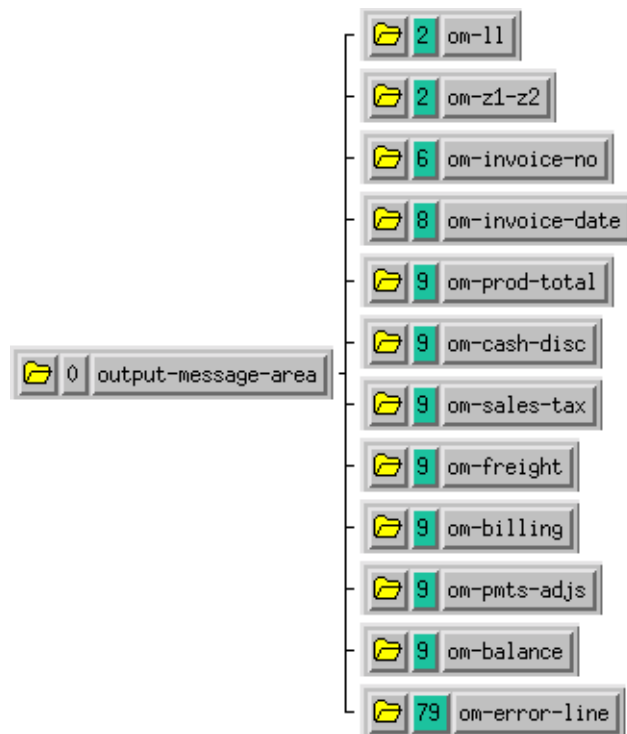 2 om-ll
2 om-z1-z2
6 om-invoice-no
8 om-invoice-date
9 om-prod-total
9 om-cash-disc
0 output-message-area
9 om-sales-tax
9 om-freight
9 om-billing
9 om-pmts-adjs
9 om-balance
79 om-error-line